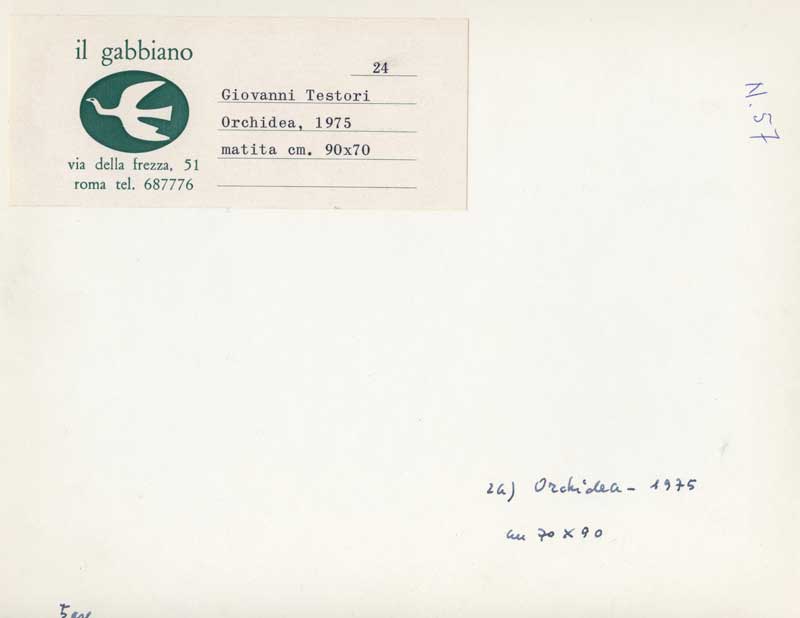 il gabbiano
via della frezza, 51
roma tel. 687776
24
Giovanni Testori
Orchidea, 1975
matita cm. 90x70
N. 57
2a) Orchidea - 1975
cm 70 x 90